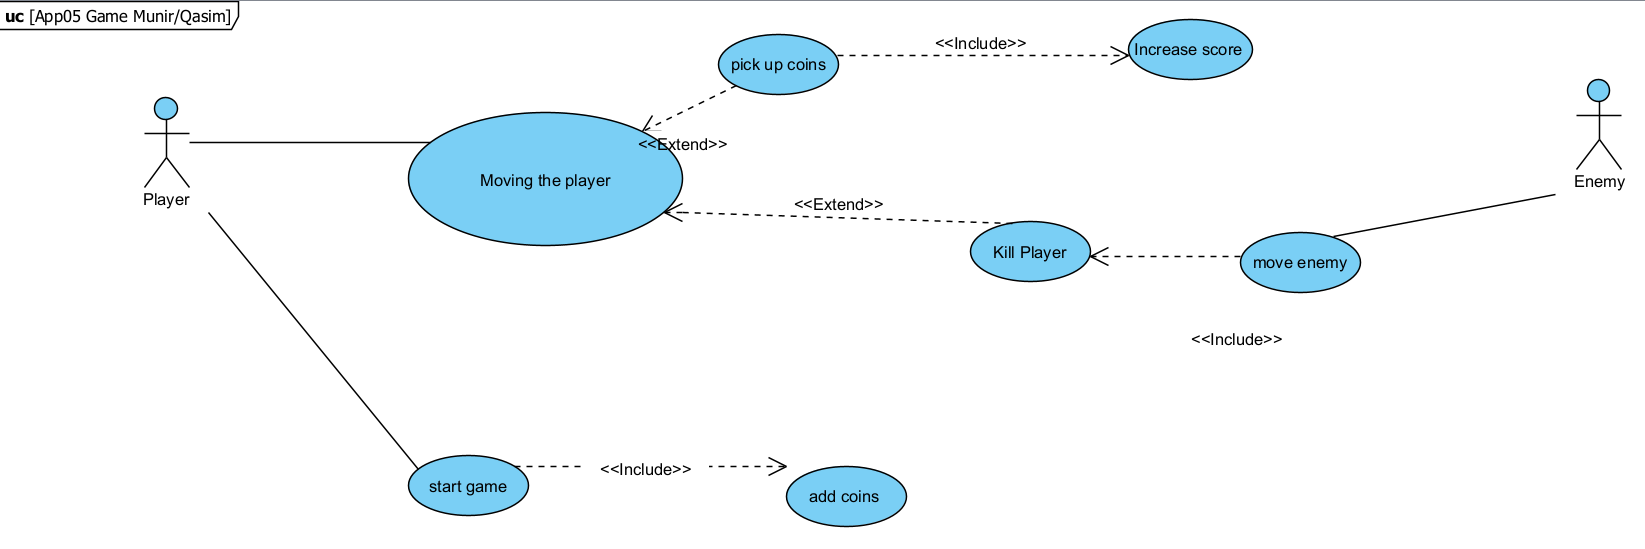 uc [App05 Game Munir/Qasim]
pick up coins
<<Include>>
Increase score
Player
<<Extend>>
Moving the player
Enemy
<<Extend>>
Kill Player
move enemy
<<Include>>
start game
<<Include>>
add coins